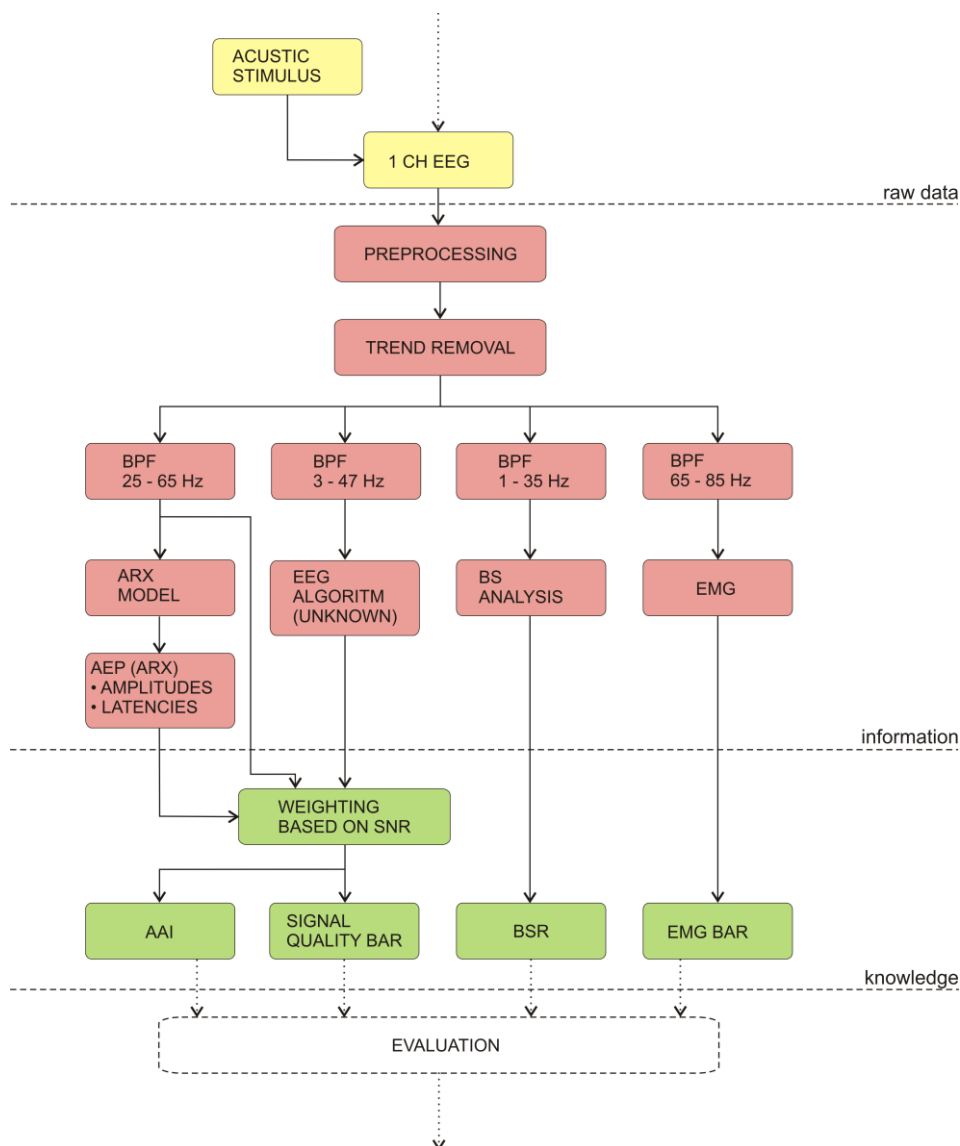 ACUSTIC
STIMULUS
1 CH EEG
raw data
PREPROCESSING
TREND REMOVAL
BPF
25 - 65 Hz
BPF
3 - 47 Hz
BPF
1 - 35 Hz
BPF
65 - 85 Hz
ARX
MODEL
EEG
ALGORITM
(UNKNOWN)
BS
ANALYSIS
EMG
AEP (ARX)
• AMPLITUDES
• LATENCIES
information
WEIGHTING
BASED ON SNR
AAI
SIGNAL
QUALITY BAR
BSR
EMG BAR
knowledge
EVALUATION